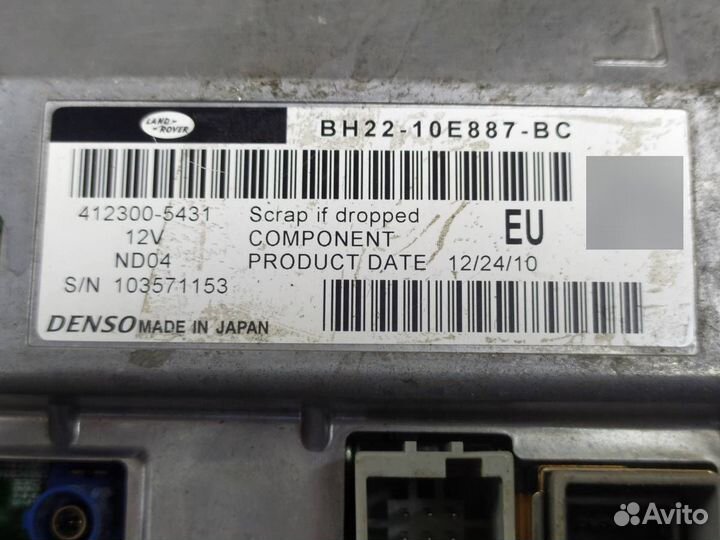 LAND-
-ROVER
BH22-10E887-BC
412300-5431 Scrap if dropped
12V COMPONENT EU
ND04 PRODUCT DATE 12/24/10
S/N 103571153
DENSO MADE IN JAPAN
Avito